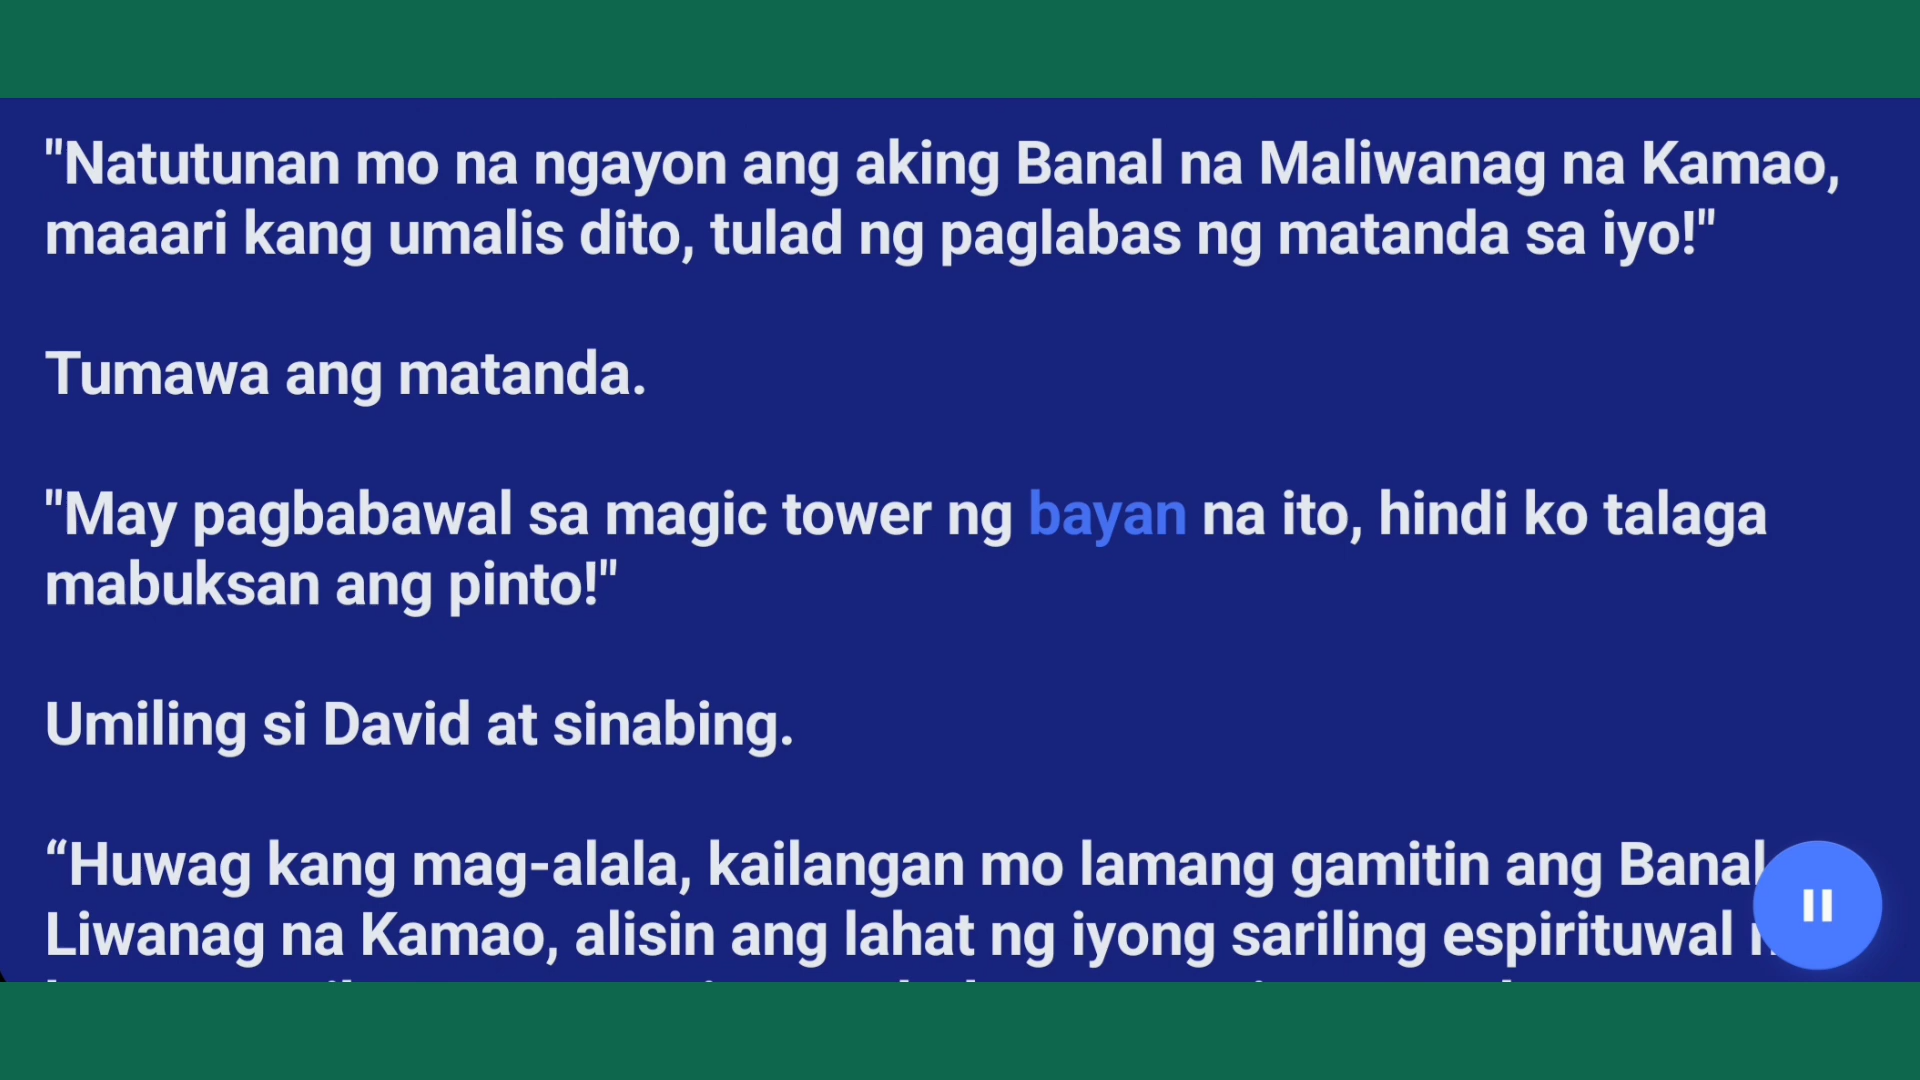 "Natutunan mo na ngayon ang aking Banal na Maliwanag na Kamao,
maaari kang umalis dito, tulad ng paglabas ng matanda sa iyo!"
Tumawa ang matanda.
"May pagbabawal sa magic tower ng bayan na ito, hindi ko talaga
mabuksan ang pinto!"
Umiling si David at sinabing.
“Huwag kang mag-alala, kailangan mo lamang gamitin ang Banal
Liwanag na Kamao, alisin ang lahat ng iyong sariling espirituwal